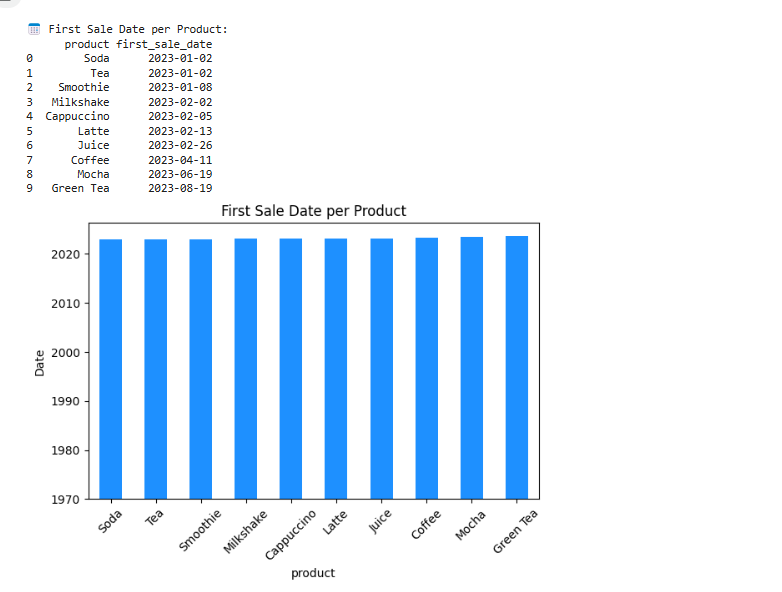 🗓 First Sale Date per Product:
product first_sale_date
0 Soda 2023-01-02
1 Tea 2023-01-02
2 Smoothie 2023-01-08
3 Milkshake 2023-02-02
4 Cappuccino 2023-02-05
5 Latte 2023-02-13
6 Juice 2023-02-26
7 Coffee 2023-04-11
8 Mocha 2023-06-19
9 Green Tea 2023-08-19
First Sale Date per Product
2020
2010
2000
1990
1980
1970
Date
Soda
Tea
Smoothie
Milkshake
Cappuccino
Latte
Juice
Coffee
Mocha
Green Tea
product